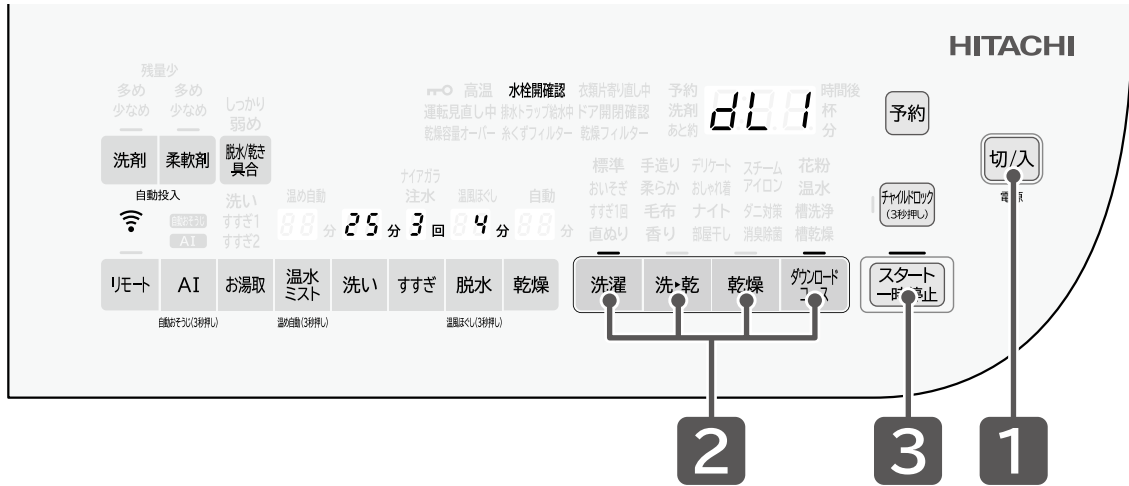 HITACHI
残量少
多め 多め
少なめ 少なめ
しっかり
弱め
高温 水栓開確認 衣類片寄り直し中
運転見直し中 排水トラップ給水中 ドア開閉確認
乾燥容量オーバー 糸くずフィルター 乾燥フィルター
予約
洗剤
あと約
dL 1
時間後
杯
分
予約
切/入
洗剤 柔軟剤 脱水/乾き具合
自動投入
洗い
すすぎ1
すすぎ2
自動おそうじ
AI
温め自動
ナイアガラ
注水
温風ほぐし
自動
88 分 25 分 3 回 4 分 88 分
標準 手造り デリケート スチーム 花粉
おいそぎ 柔らか おしゃれ着 アイロン 温水
すすぎ1回 毛布 ナイト ダニ対策 槽洗浄
直ぬり 香り 部屋干し 消臭除菌 槽乾燥
チャイルドロック
(3秒押し)
リモート AI お湯取 温水ミスト 洗い すすぎ 脱水 乾燥 洗濯 洗▸乾 乾燥 ダウンロード
スタート
自動おそうじ(3秒押し) 温め自動(3秒押し) 温風ほぐし(3秒押し)
2 3 1